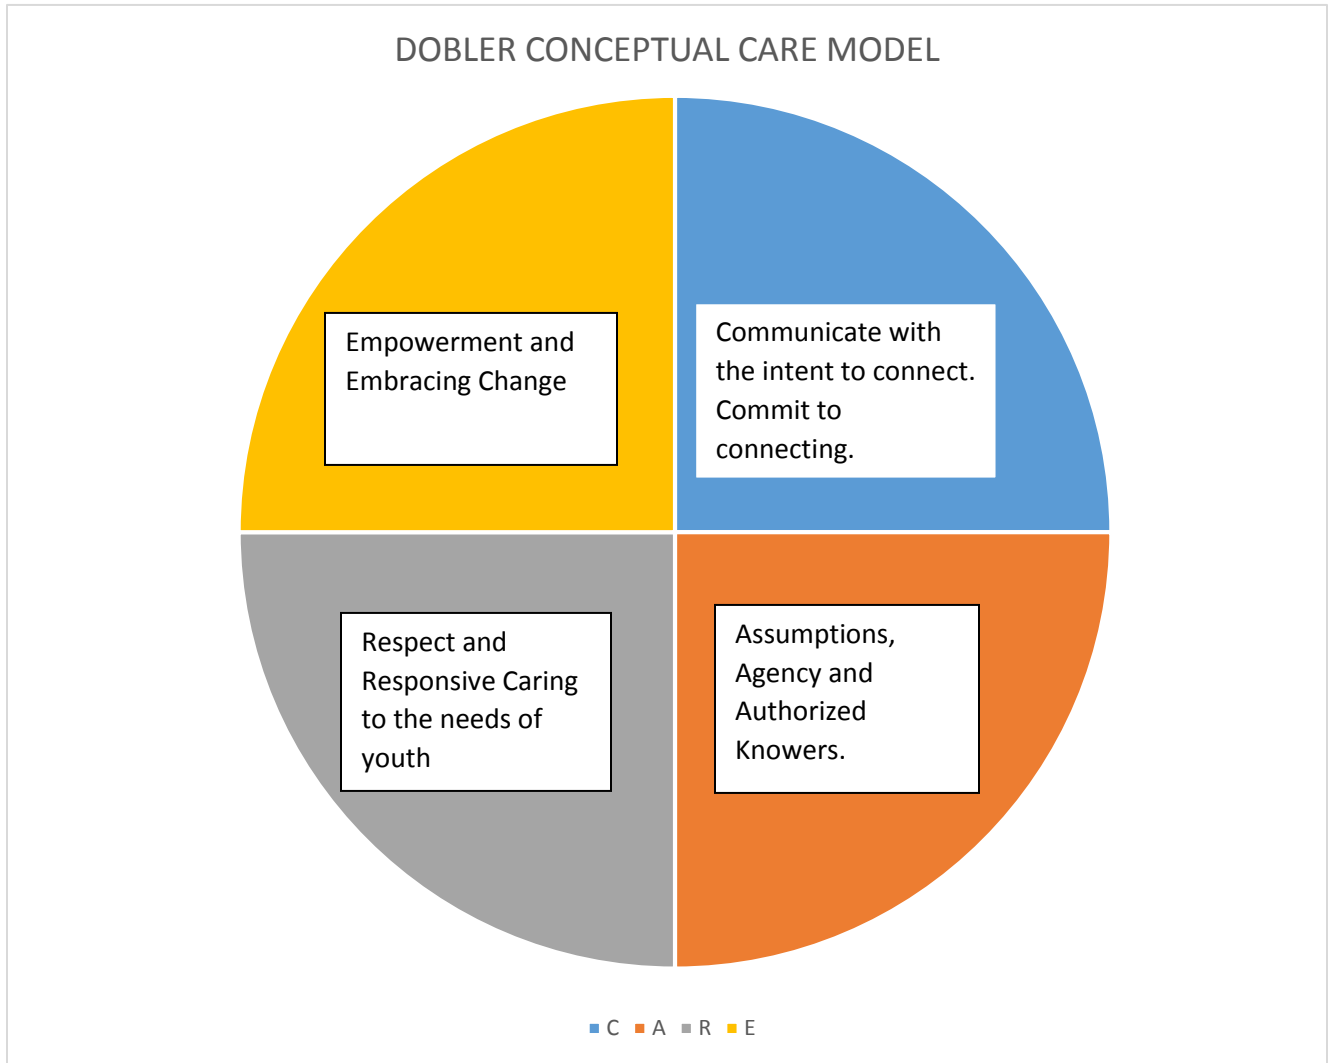 DOBLER CONCEPTUAL CARE MODEL
Empowerment and
Embracing Change
Communicate with
the intent to connect.
Commit to
connecting.
Respect and
Responsive Caring
to the needs of
youth
Assumptions,
Agency and
Authorized
Knowers.
C A R E